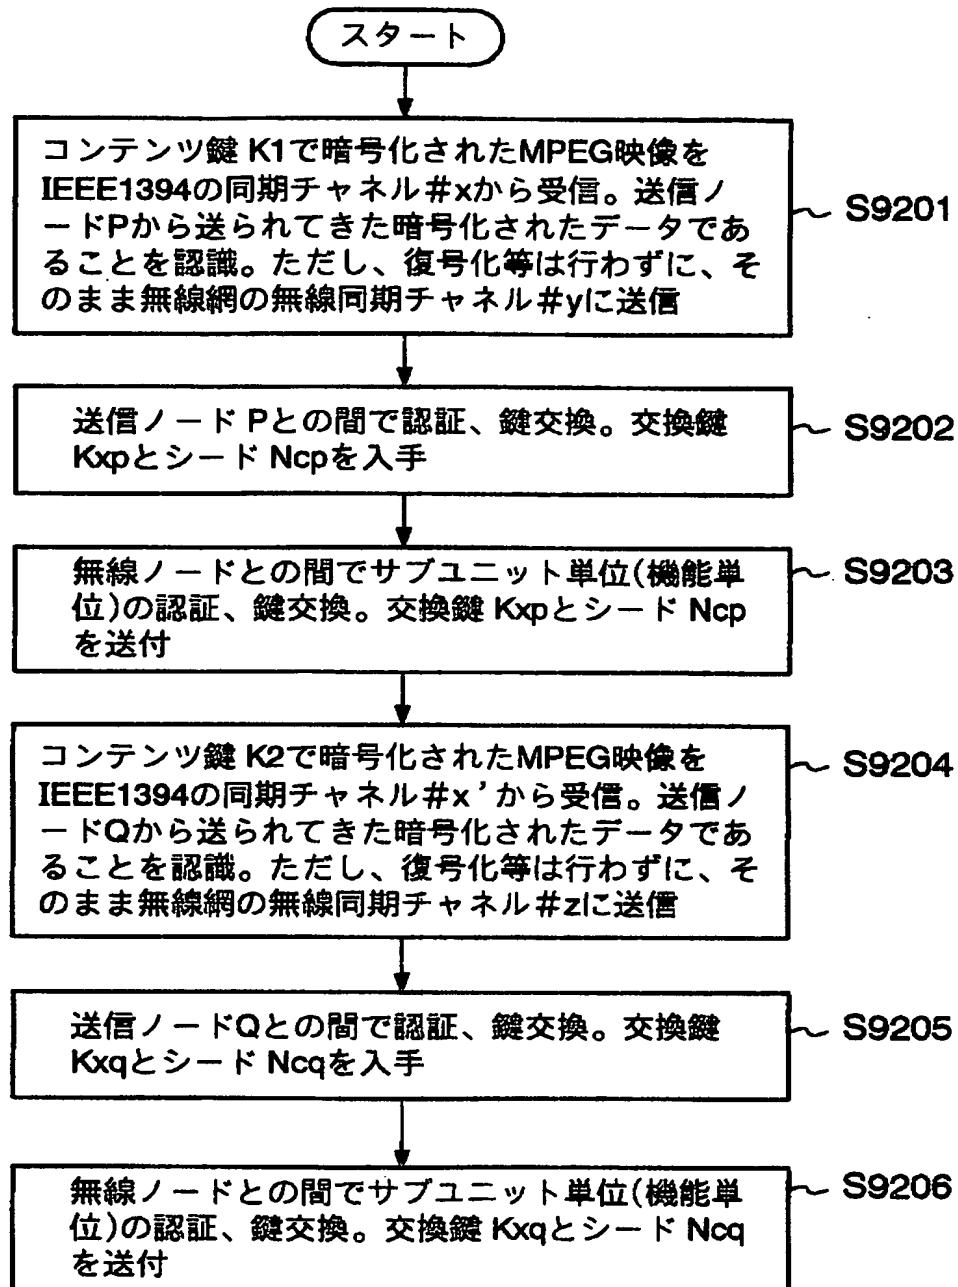 スタート
コンテンツ鍵 K1で暗号化されたMPEG映像を
IEEE1394の同期チャネル#xから受信。送信ノ
ードPから送られてきた暗号化されたデータであ
ることを認識。ただし、復号化等は行わずに、そ
のまま無線網の無線同期チャネル#yに送信
S9201
送信ノード Pとの間で認証、鍵交換。交換鍵
Kxpとシード Ncpを入手
S9202
無線ノードとの間でサブユニット単位(機能単
位)の認証、鍵交換。交換鍵 Kxpとシード Ncp
を送付
S9203
コンテンツ鍵 K2で暗号化されたMPEG映像を
IEEE1394の同期チャネル#x'から受信。送信ノ
ードQから送られてきた暗号化されたデータであ
ることを認識。ただし、復号化等は行わずに、そ
のまま無線網の無線同期チャネル#zに送信
S9204
送信ノードQとの間で認証、鍵交換。交換鍵
Kxqとシード Ncqを入手
S9205
無線ノードとの間でサブユニット単位(機能単
位)の認証、鍵交換。交換鍵 Kxqとシード Ncq
を送付
S9206